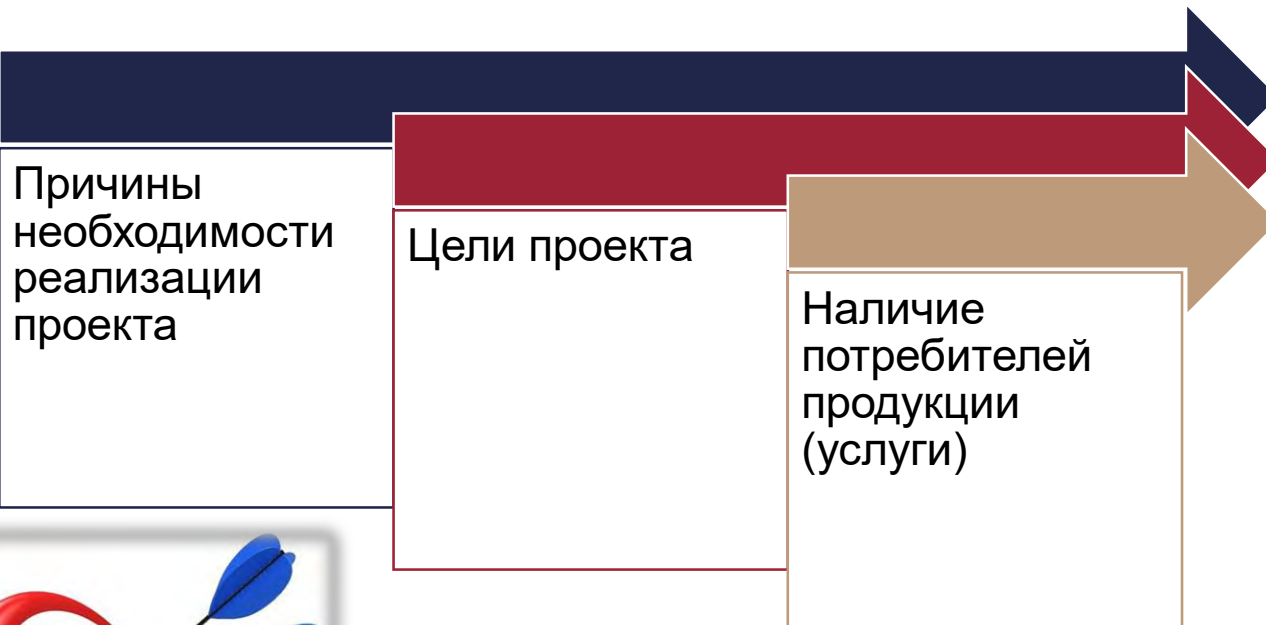 Причины
необходимости
реализации
проекта
Цели проекта
Наличие
потребителей
продукции
(услуги)